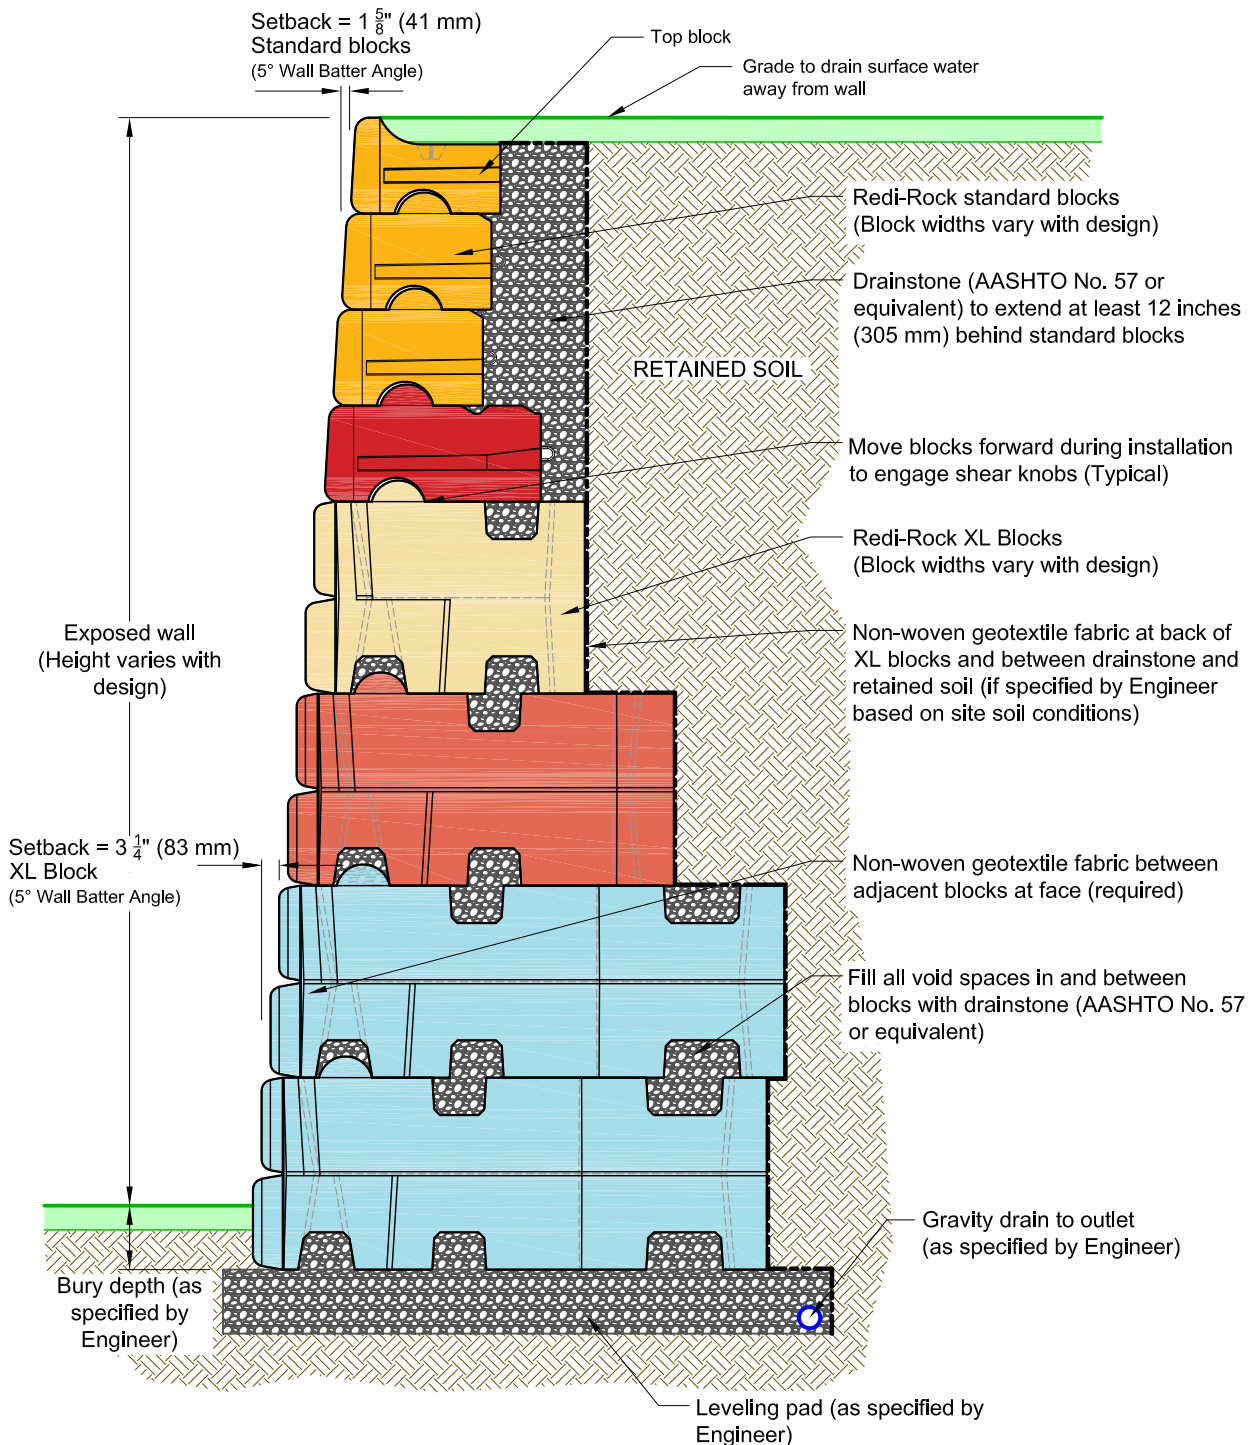 Setback = 1 5/8" (41 mm)
Standard blocks
(5° Wall Batter Angle)
Top block
Grade to drain surface water
away from wall
Redi-Rock standard blocks
(Block widths vary with design)
Drainstone (AASHTO No. 57 or
equivalent) to extend at least 12 inches
(305 mm) behind standard blocks
RETAINED SOIL
Move blocks forward during installation
to engage shear knobs (Typical)
Redi-Rock XL Blocks
(Block widths vary with design)
Exposed wall
(Height varies with
design)
Non-woven geotextile fabric at back of
XL blocks and between drainstone and
retained soil (if specified by Engineer
based on site soil conditions)
Setback = 3 1/4" (83 mm)
XL Block
(5° Wall Batter Angle)
Non-woven geotextile fabric between
adjacent blocks at face (required)
Fill all void spaces in and between
blocks with drainstone (AASHTO No. 57
or equivalent)
Gravity drain to outlet
(as specified by Engineer)
Bury depth (as
specified by
Engineer)
Leveling pad (as specified by
Engineer)